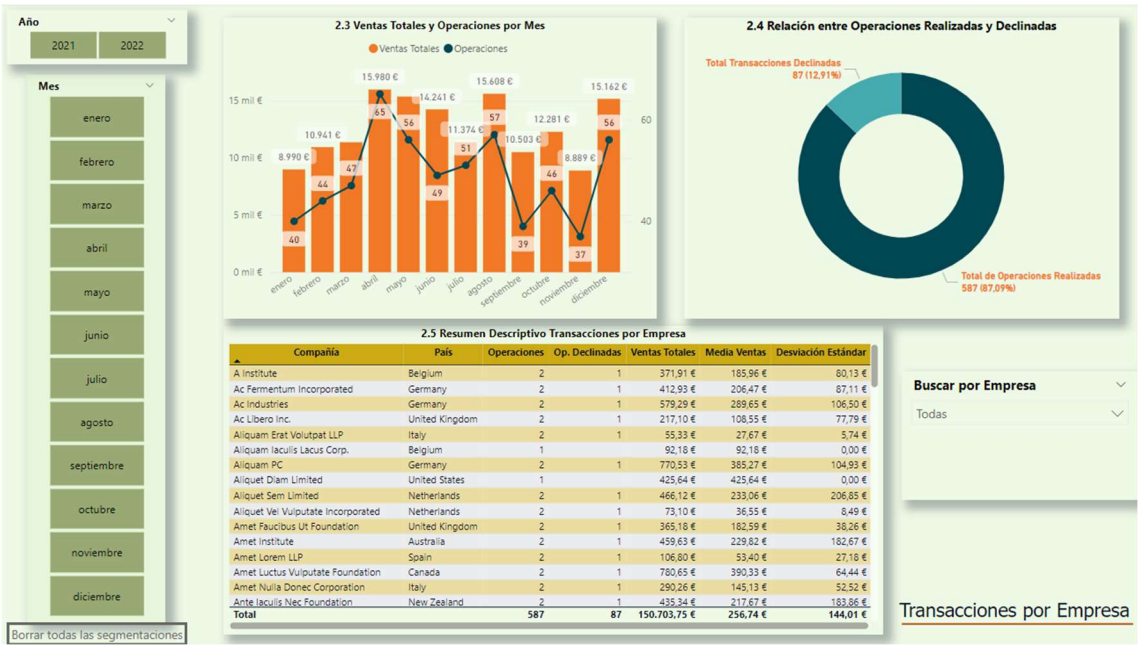 Año
2021 2022
Mes
enero
febrero
marzo
abril
mayo
junio
julio
agosto
septiembre
octubre
noviembre
diciembre
Borrar todas las segmentaciones
2.3 Ventas Totales y Operaciones por Mes
Ventas Totales Operaciones
15 mil €
10 mil €
5 mil €
0 mil €
8.990 € 10.941 € 15.980 € 14.241 € 11.374 € 15.608 € 10.503 € 12.281 € 8.889 € 15.162 €
40 44 47 65 56 49 51 57 39 46 37 56
60
40
enero febrero marzo abril mayo junio julio agosto septiembre octubre noviembre diciembre
2.4 Relación entre Operaciones Realizadas y Declinadas
Total Transacciones Declinadas
87 (12,91%)
Total de Operaciones Realizadas
587 (87,09%)
2.5 Resumen Descriptivo Transacciones por Empresa
Compañía País Operaciones Op. Declinadas Ventas Totales Media Ventas Desviación Estándar
A Institute Belgium 2 1 371,91 € 185,96 € 80,13 €
Ac Fermentum Incorporated Germany 2 1 412,93 € 206,47 € 87,11 €
Ac Industries Germany 2 1 579,29 € 289,65 € 106,50 €
Ac Libero Inc. United Kingdom 2 1 217,10 € 108,55 € 77,79 €
Aliquam Erat Volutpat LLP Italy 2 1 55,33 € 27,67 € 5,74 €
Aliquam Iaculis Lacus Corp. Belgium 1 92,18 € 92,18 € 0,00 €
Aliquam PC Germany 2 1 770,53 € 385,27 € 104,93 €
Aliquet Diam Limited United States 1 425,64 € 425,64 € 0,00 €
Aliquet Sem Limited Netherlands 2 1 466,12 € 233,06 € 206,85 €
Aliquet Vel Vulputate Incorporated Netherlands 2 1 73,10 € 36,55 € 8,49 €
Amet Faucibus Ut Foundation United Kingdom 2 1 365,18 € 182,59 € 38,26 €
Amet Institute Australia 2 1 459,63 € 229,82 € 182,67 €
Amet Lorem LLP Spain 2 1 106,80 € 53,40 € 27,18 €
Amet Luctus Vulputate Foundation Canada 2 1 780,65 € 390,33 € 64,44 €
Amet Nulla Donec Corporation Italy 2 1 290,26 € 145,13 € 52,52 €
Ante Iaculis Nec Foundation New Zealand 2 1 435,34 € 217,67 € 183,86 €
Total 587 87 150.703,75 € 256,74 € 144,01 €
Buscar por Empresa
Todas
Transacciones por Empresa